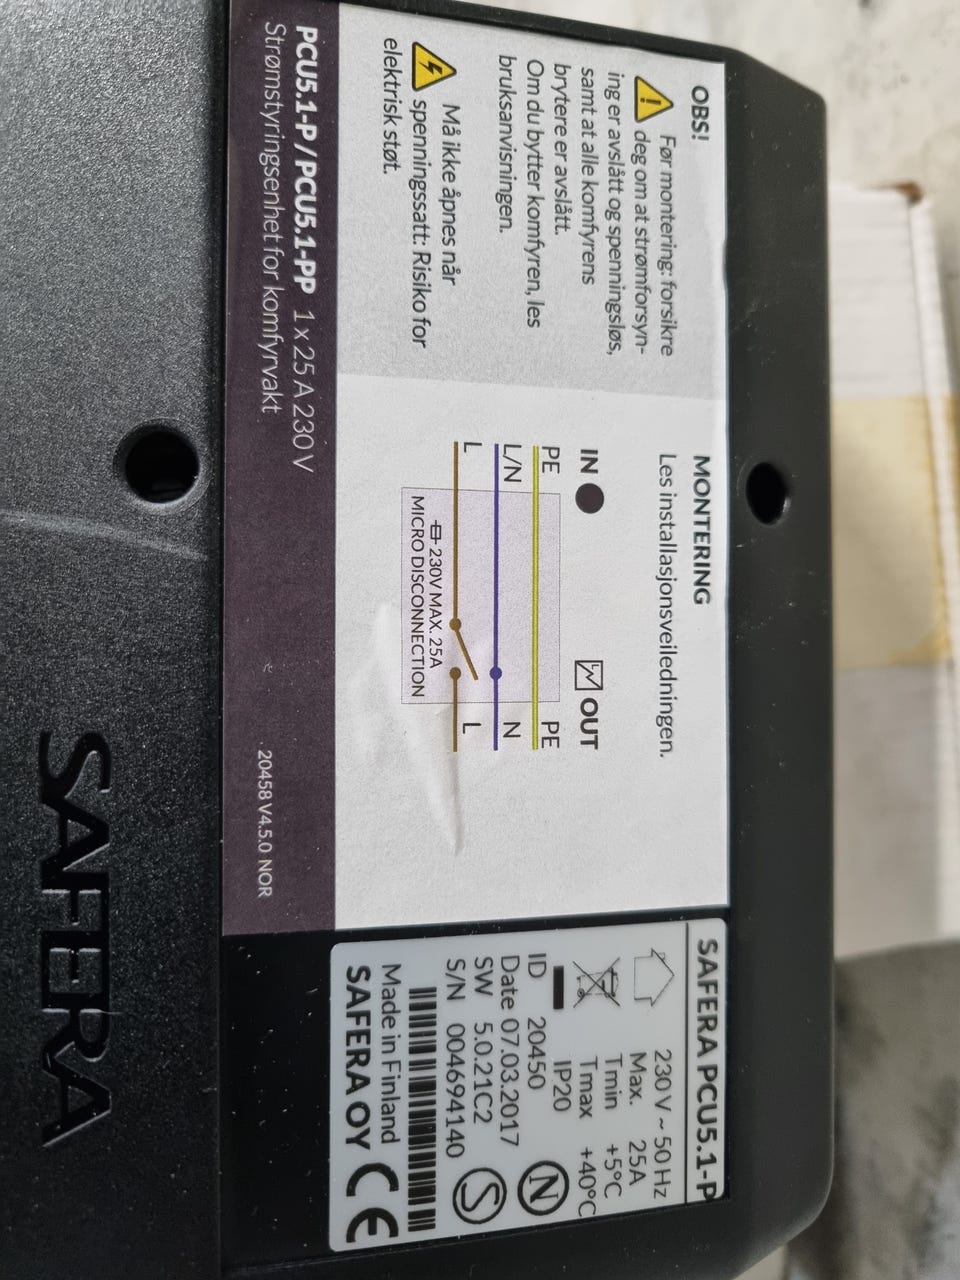 OBS!
Før montering: forsikre
deg om at strømforsyn-
ing er avslått og spenningsløs,
samt at alle komfyrens
brytere er avslått.
Om du bytter komfyren, les
bruksanvisningen.
Må ikke åpnes når
spenningssatt: Risiko for
elektrisk støt.
MONTERING
Les installasjonsveiledningen.
IN OUT
PE PE
L/N N
L L
230V MAX. 25A
MICRO DISCONNECTION
PCU5.1-P / PCU5.1-PP 1 x 25 A 230 V
Strømstyringsenhet for komfyrvakt
20458 V4.5.0 NOR
SAFERA PCU5.1-P
230 V ~ 50 Hz
Max. 25A
Tmin +5°C
Tmax +40°C
IP20
ID 20450
Date 07.03.2017
SW 5.0.21C2
S/N 004694140
N
S
Made in Finland
SAFERA OY CE
SAFERA